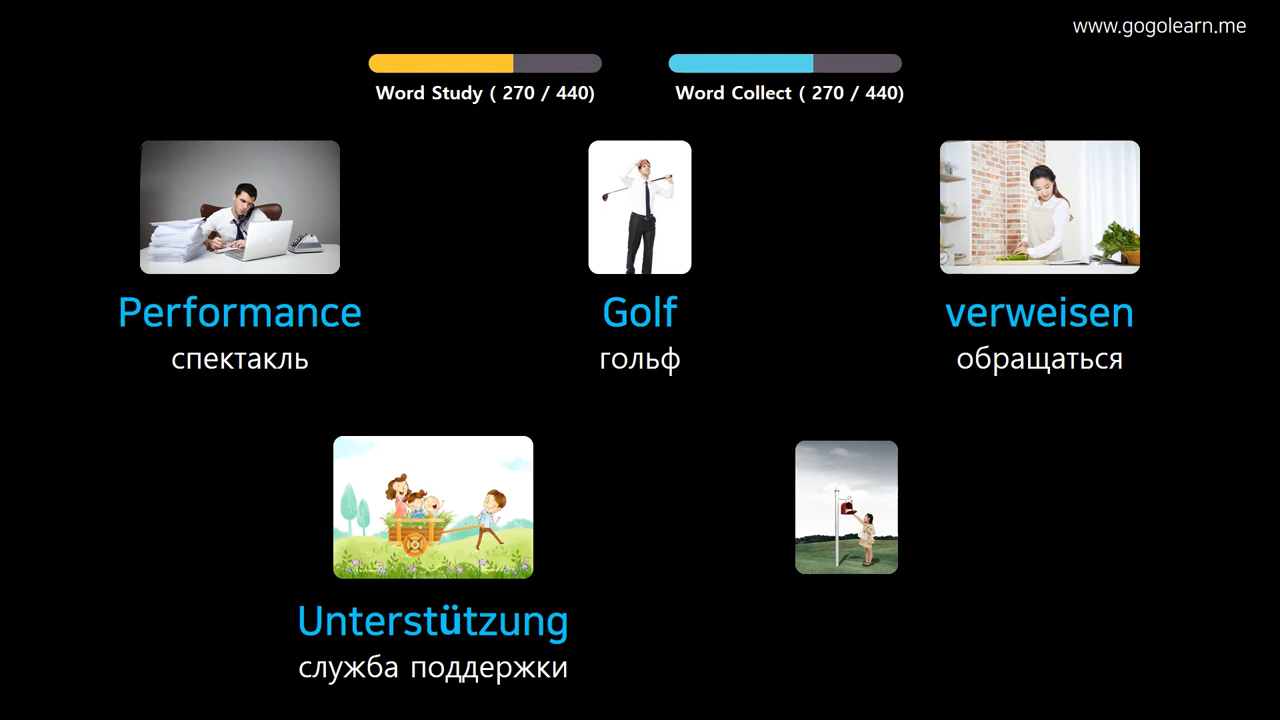 www.gogolearn.me
Word Study ( 270 / 440)
Word Collect ( 270 / 440)
Performance
спектакль
Golf
гольф
verweisen
обращаться
Unterstützung
служба поддержки